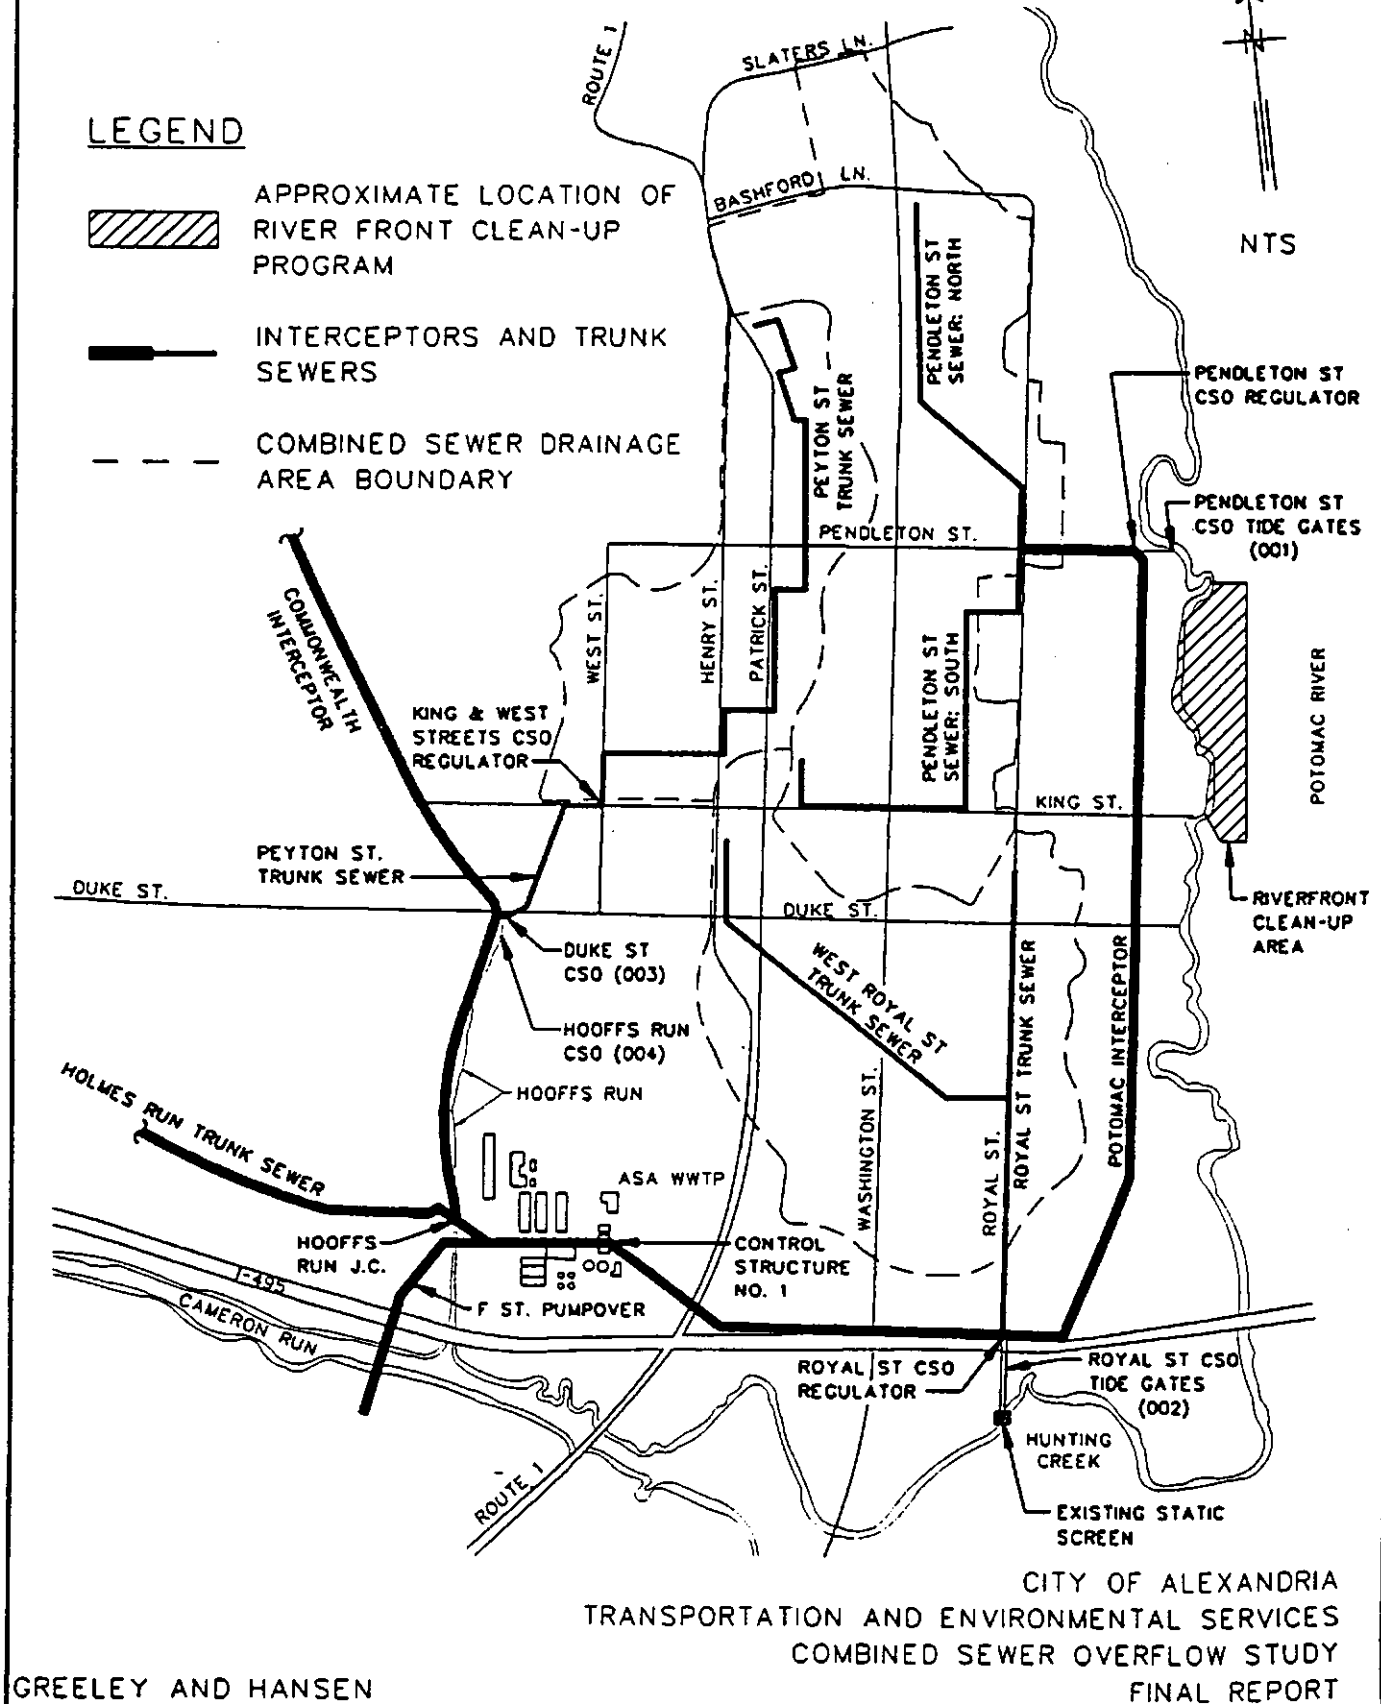 ROUTE 1
SLATERS LN.
N
LEGEND
APPROXIMATE LOCATION OF
RIVER FRONT CLEAN-UP
PROGRAM
BASHFORD LN.
NTS
INTERCEPTORS AND TRUNK
SEWERS
PENDLETON ST
SEWER: NORTH
PEYTON ST
TRUNK SEWER
PENDLETON ST
CSO REGULATOR
COMBINED SEWER DRAINAGE
AREA BOUNDARY
PENDLETON ST
CSO TIDE GATES
(001)
PENDLETON ST.
COMMONWEALTH
INTERCEPTOR
WEST ST.
HENRY ST.
PATRICK ST.
PENDLETON ST
SEWER: SOUTH
POTOMAC RIVER
KING & WEST
STREETS CSO
REGULATOR
KING ST.
PEYTON ST.
TRUNK SEWER
DUKE ST.
DUKE ST.
RIVERFRONT
CLEAN-UP
AREA
DUKE ST
CSO (003)
WEST ROYAL ST
TRUNK SEWER
ROYAL ST TRUNK SEWER
POTOMAC INTERCEPTOR
HOOFFS RUN
CSO (004)
HOLMES RUN TRUNK SEWER
HOOFFS RUN
WASHINGTON ST.
ROYAL ST.
ASA WWTP
HOOFFS
RUN J.C.
CONTROL
STRUCTURE
NO. 1
I-495
CAMERON RUN
F ST. PUMPOVER
ROYAL ST CSO
REGULATOR
ROYAL ST CSO
TIDE GATES
(002)
HUNTING
CREEK
ROUTE 1
EXISTING STATIC
SCREEN
CITY OF ALEXANDRIA
TRANSPORTATION AND ENVIRONMENTAL SERVICES
COMBINED SEWER OVERFLOW STUDY
GREELEY AND HANSEN
FINAL REPORT